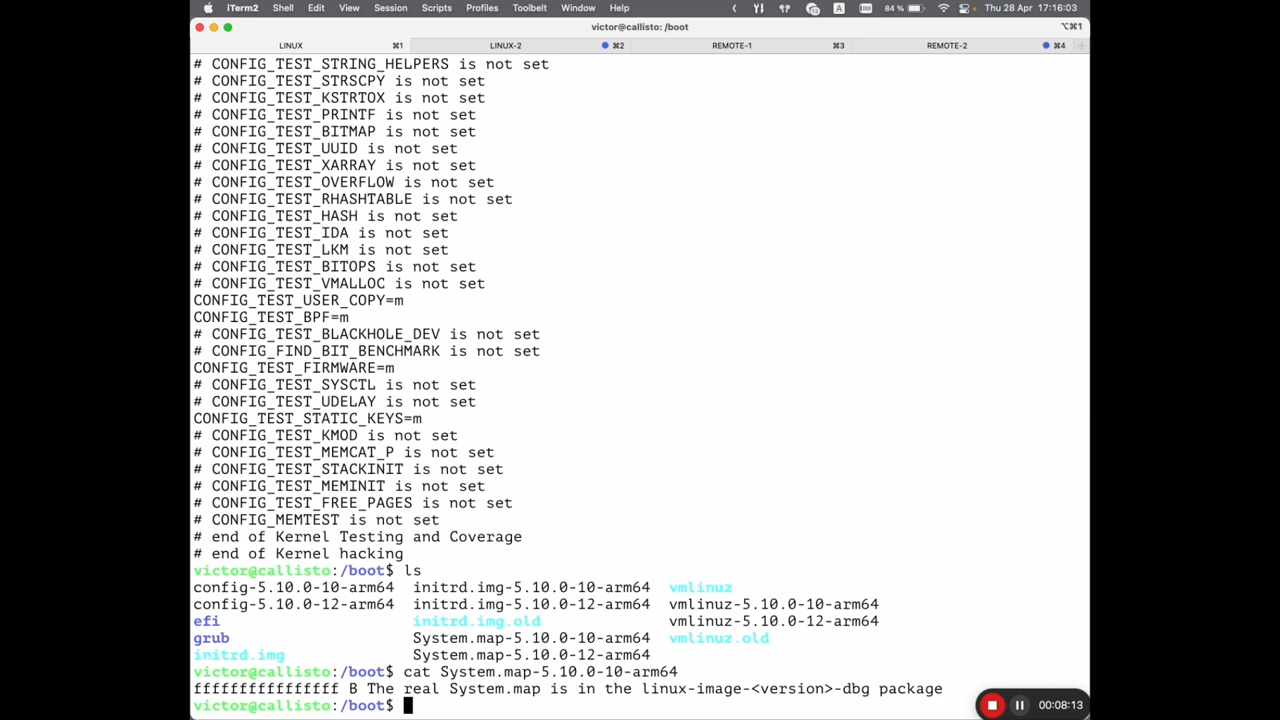 iTerm2 Shell Edit View Session Scripts Profiles Toolbelt Window Help A 84 % Thu 28 Apr 17:16:03
victor@callisto: /boot ⌥⌘1
LINUX ⌘1 LINUX-2 ⌘2 REMOTE-1 ⌘3 REMOTE-2 ⌘4
# CONFIG_TEST_STRING_HELPERS is not set
# CONFIG_TEST_STRSCPY is not set
# CONFIG_TEST_KSTRTOX is not set
# CONFIG_TEST_PRINTF is not set
# CONFIG_TEST_BITMAP is not set
# CONFIG_TEST_UUID is not set
# CONFIG_TEST_XARRAY is not set
# CONFIG_TEST_OVERFLOW is not set
# CONFIG_TEST_RHASHTABLE is not set
# CONFIG_TEST_HASH is not set
# CONFIG_TEST_IDA is not set
# CONFIG_TEST_LKM is not set
# CONFIG_TEST_BITOPS is not set
# CONFIG_TEST_VMALLOC is not set
CONFIG_TEST_USER_COPY=m
CONFIG_TEST_BPF=m
# CONFIG_TEST_BLACKHOLE_DEV is not set
# CONFIG_FIND_BIT_BENCHMARK is not set
CONFIG_TEST_FIRMWARE=m
# CONFIG_TEST_SYSCTL is not set
# CONFIG_TEST_UDELAY is not set
CONFIG_TEST_STATIC_KEYS=m
# CONFIG_TEST_KMOD is not set
# CONFIG_TEST_MEMCAT_P is not set
# CONFIG_TEST_STACKINIT is not set
# CONFIG_TEST_MEMINIT is not set
# CONFIG_TEST_FREE_PAGES is not set
# CONFIG_MEMTEST is not set
# end of Kernel Testing and Coverage
# end of Kernel hacking
victor@callisto:/boot$ ls
config-5.10.0-10-arm64 initrd.img-5.10.0-10-arm64 vmlinuz
config-5.10.0-12-arm64 initrd.img-5.10.0-12-arm64 vmlinuz-5.10.0-10-arm64
efi initrd.img.old vmlinuz-5.10.0-12-arm64
grub System.map-5.10.0-10-arm64 vmlinuz.old
initrd.img System.map-5.10.0-12-arm64
victor@callisto:/boot$ cat System.map-5.10.0-10-arm64
ffffffffffffffff B The real System.map is in the linux-image-<version>-dbg package
victor@callisto:/boot$
00:08:13